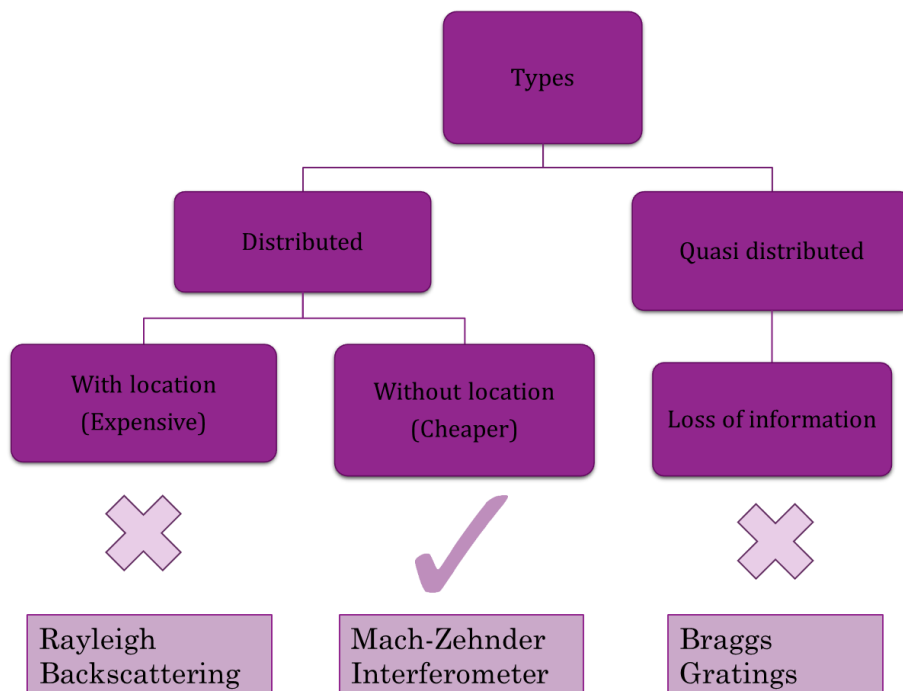 Types
Distributed
Quasi distributed
With location
(Expensive)
Without location
(Cheaper)
Loss of information
Rayleigh
Backscattering
Mach-Zehnder
Interferometer
Braggs
Gratings